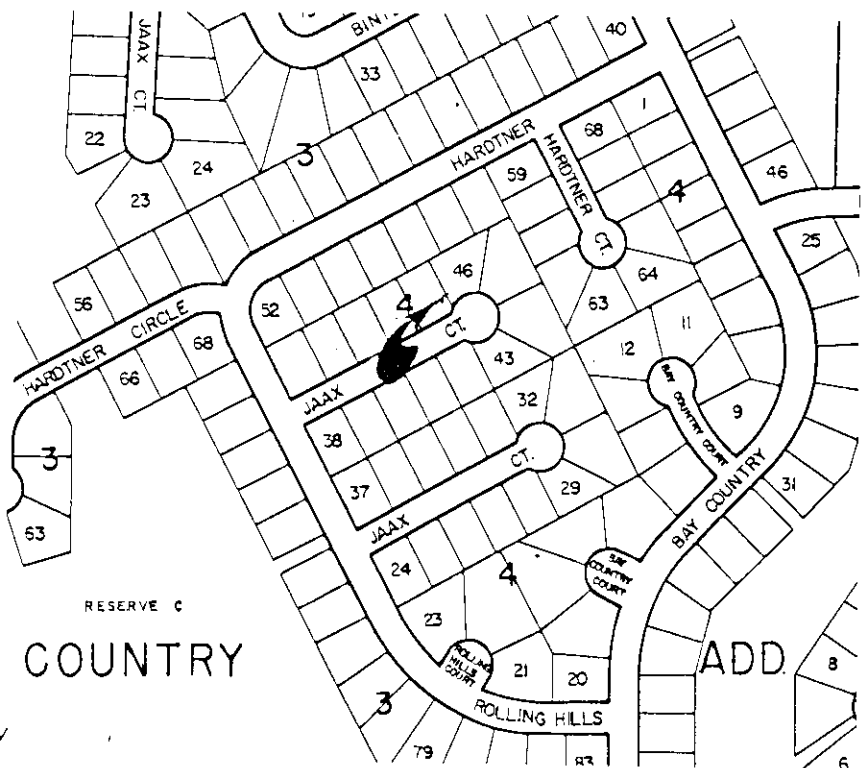 JAAX CT.
40
33
22
24
23
3
HARDTNER
68
1
59
HARDTNER CT.
4
46
25
56
52
46
4
64
63
HARDTNER CIRCLE
68
66
JAAX CT.
43
12
11
BAY COUNTRY COURT
9
32
38
3
37
JAAX CT.
29
BAY COUNTRY
31
63
24
4
BAY COUNTRY COURT
RESERVE C
23
COUNTRY
ADD.
ROLLING HILLS COURT
21
20
8
3
ROLLING HILLS
79
83
6